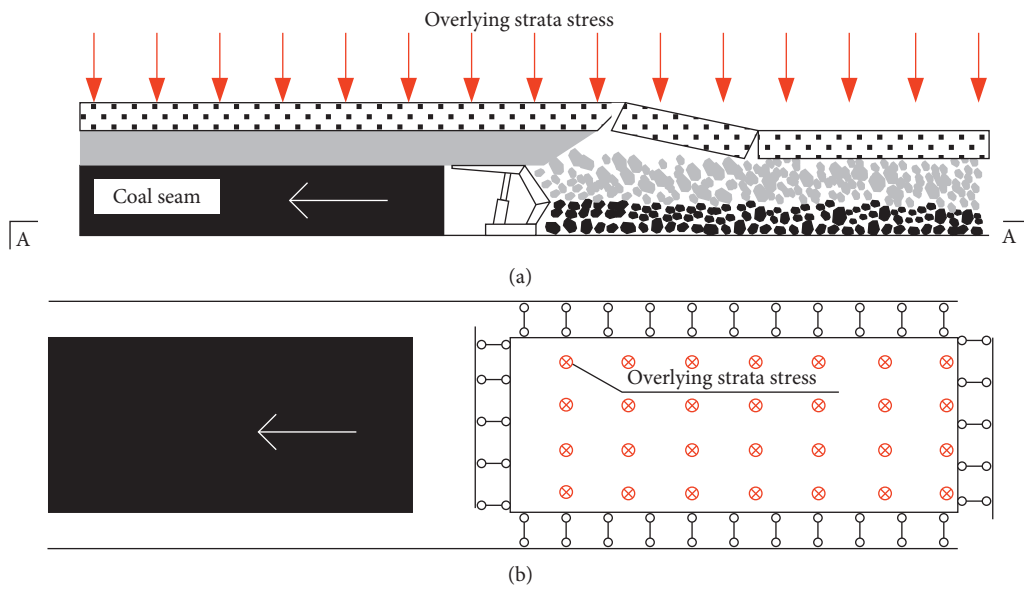 Overlying strata stress
Coal seam
A
A
(a)
Overlying strata stress
(b)